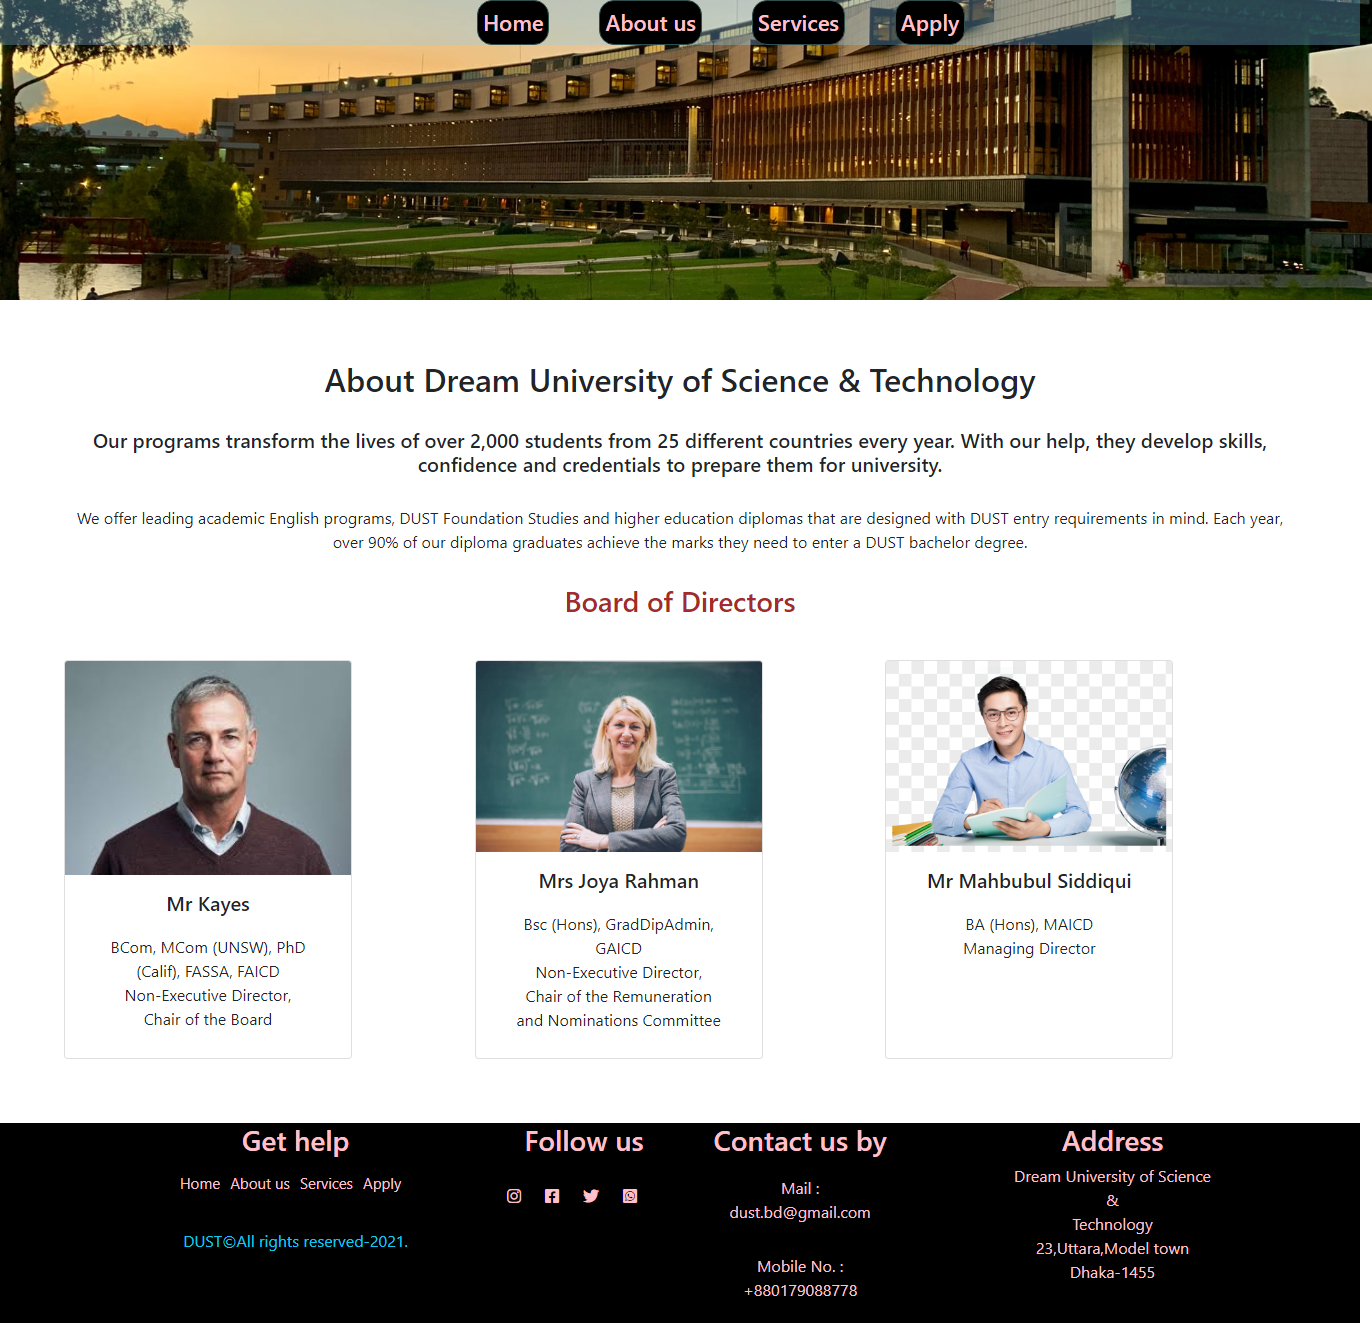 Home About us Services Apply
About Dream University of Science & Technology
Our programs transform the lives of over 2,000 students from 25 different countries every year. With our help, they develop skills,
confidence and credentials to prepare them for university.
We offer leading academic English programs, DUST Foundation Studies and higher education diplomas that are designed with DUST entry requirements in mind. Each year,
over 90% of our diploma graduates achieve the marks they need to enter a DUST bachelor degree.
Board of Directors
Mr Kayes
BCom, MCom (UNSW), PhD
(Calif), FASSA, FAICD
Non-Executive Director,
Chair of the Board
Mrs Joya Rahman
Bsc (Hons), GradDipAdmin,
GAICD
Non-Executive Director,
Chair of the Remuneration
and Nominations Committee
Mr Mahbubul Siddiqui
BA (Hons), MAICD
Managing Director
Get help
Home About us Services Apply
DUST©All rights reserved-2021.
Follow us
Contact us by
Mail :
dust.bd@gmail.com
Mobile No. :
+880179088778
Address
Dream University of Science
&
Technology
23,Uttara,Model town
Dhaka-1455